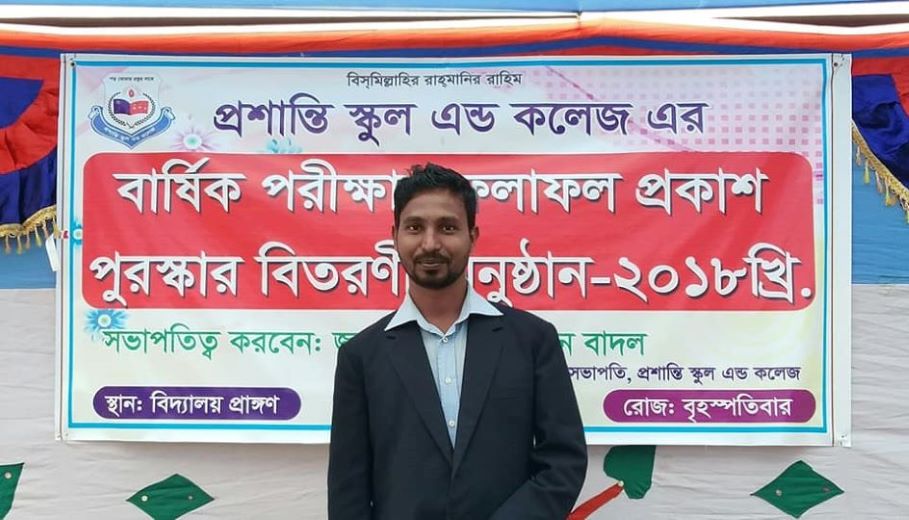 বিস্‌মিল্লাহির রাহ্‌মানির রাহিম
প্রশান্তি স্কুল এন্ড কলেজ এর
বার্ষিক পরীক্ষা ফলাফল প্রকাশ
পুরস্কার বিতরণী অনুষ্ঠান-২০১৮খ্রি.
সভাপতিত্ব করবেন: বাদল
সভাপতি, প্রশান্তি স্কুল এন্ড কলেজ
স্থান: বিদ্যালয় প্রাঙ্গণ
রোজ: বৃহস্পতিবার